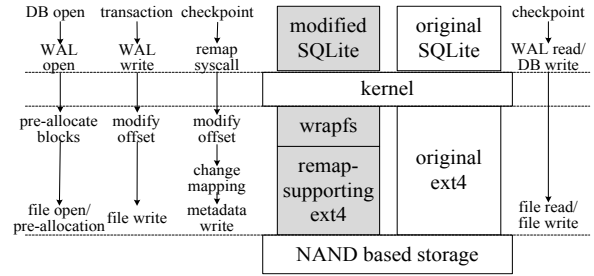 DB open
transaction
checkpoint
modified
SQLite
original
SQLite
checkpoint
WAL
open
WAL
write
remap
syscall
WAL read/
DB write
kernel
pre-allocate
blocks
modify
offset
modify
offset
wrapfs
original
ext4
change
mapping
remap-
supporting
ext4
file open/
pre-allocation
file write
metadata
write
file read/
file write
NAND based storage